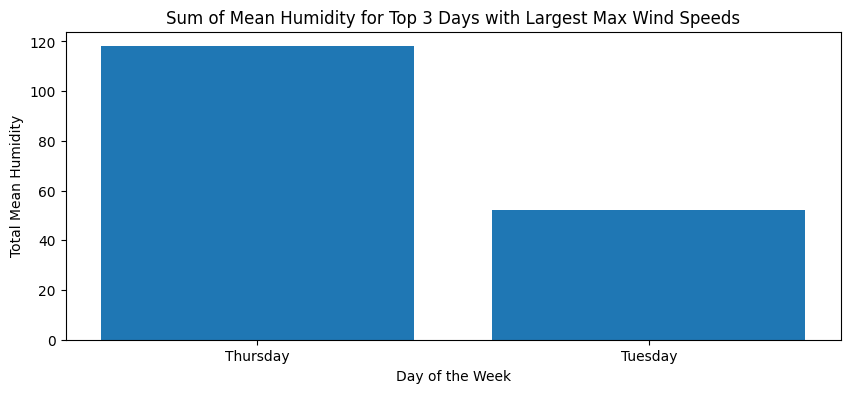 Sum of Mean Humidity for Top 3 Days with Largest Max Wind Speeds
120
100
80
60
40
20
0
Total Mean Humidity
Thursday Tuesday
Day of the Week